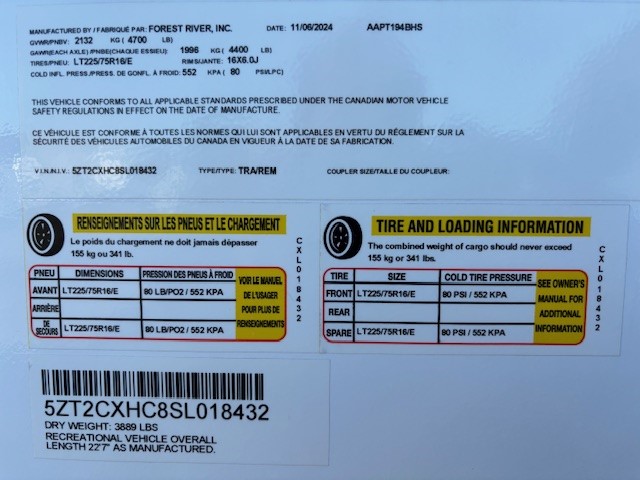 MANUFACTURED BY / FABRIQUÉ PAR: FOREST RIVER, INC. DATE: 11/06/2024 AAPT194BHS
GVWR/PNBV: 2132 KG ( 4700 LB)
GAWR(EACH AXLE) /PNBE(CHAQUE ESSIEU): 1996 KG ( 4400 LB)
TIRES/PNEU: LT225/75R16/E RIMS/JANTE: 16X6.0J
COLD INFL. PRESS./PRESS. DE GONFL. À FROID: 552 KPA ( 80 PSI/LPC)
THIS VEHICLE CONFORMS TO ALL APPLICABLE STANDARDS PRESCRIBED UNDER THE CANADIAN MOTOR VEHICLE
SAFETY REGULATIONS IN EFFECT ON THE DATE OF MANUFACTURE.
CE VÉHICULE EST CONFORME À TOUTES LES NORMES QUI LUI SONT APPLICABLES EN VERTU DU RÉGLEMENT SUR LA
SÉCURITÉ DES VÉHICULES AUTOMOBILES DU CANADA EN VIGUEUR À LA DATE DE SA FABRICATION.
V.I.N./N.I.V.: 5ZT2CXHC8SL018432 TYPE/TYPE: TRA/REM COUPLER SIZE/TAILLE DU COUPLEUR:
RENSEIGNEMENTS SUR LES PNEUS ET LE CHARGEMENT
Le poids du chargement ne doit jamais dépasser
155 kg ou 341 lb.
PNEU DIMENSIONS PRESSION DES PNEUS À FROID
AVANT LT225/75R16/E 80 LB/PO2 / 552 KPA
ARRIÈRE
DE SECOURS LT225/75R16/E 80 LB/PO2 / 552 KPA
VOIR LE MANUEL
DE L'USAGER
POUR PLUS DE
RENSEIGNEMENTS
CXL018432
TIRE AND LOADING INFORMATION
The combined weight of cargo should never exceed
155 kg or 341 lbs.
TIRE SIZE COLD TIRE PRESSURE
FRONT LT225/75R16/E 80 PSI / 552 KPA
REAR
SPARE LT225/75R16/E 80 PSI / 552 KPA
SEE OWNER'S
MANUAL FOR
ADDITIONAL
INFORMATION
CXL018432
5ZT2CXHC8SL018432
DRY WEIGHT: 3889 LBS
RECREATIONAL VEHICLE OVERALL
LENGTH 22'7" AS MANUFACTURED.